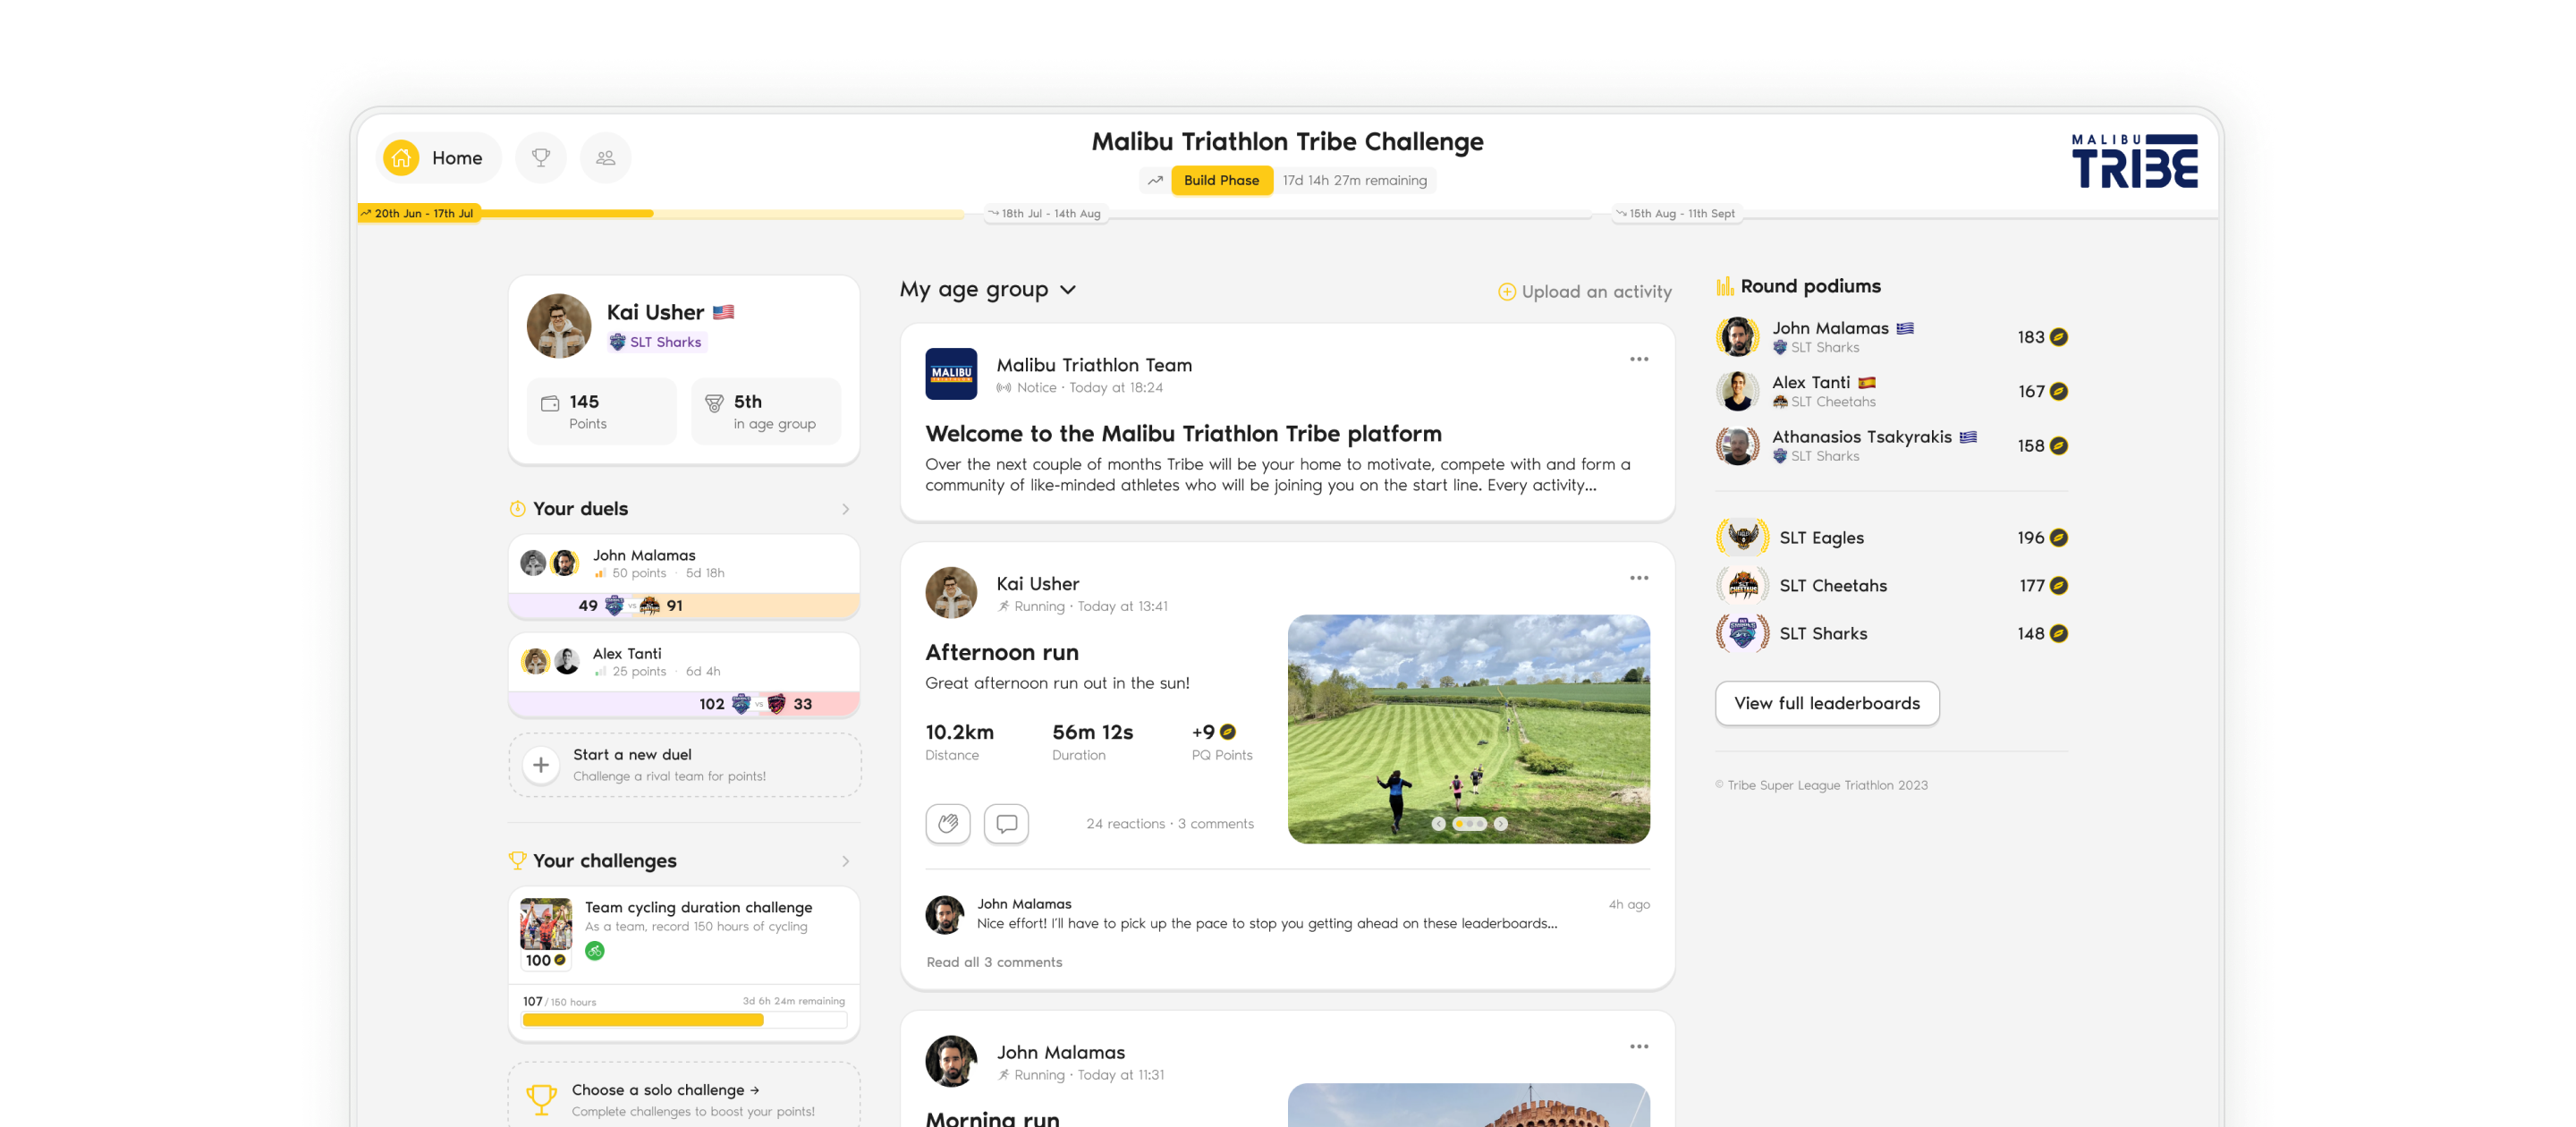 Home
Malibu Triathlon Tribe Challenge
Build Phase 17d 14h 27m remaining
MALIBU
TRIBE
20th Jun - 17th Jul
18th Jul - 14th Aug
15th Aug - 11th Sept
Kai Usher
SLT Sharks
145
Points
5th
in age group
Your duels
John Malamas
50 points · 5d 18h
49 vs 91
Alex Tanti
25 points · 6d 4h
102 vs 33
Start a new duel
Challenge a rival team for points!
Your challenges
Team cycling duration challenge
As a team, record 150 hours of cycling
100
107 / 150 hours
3d 6h 24m remaining
Choose a solo challenge →
Complete challenges to boost your points!
My age group
Upload an activity
MALIBU
Malibu Triathlon Team
Notice · Today at 18:24
Welcome to the Malibu Triathlon Tribe platform
Over the next couple of months Tribe will be your home to motivate, compete with and form a
community of like-minded athletes who will be joining you on the start line. Every activity...
Kai Usher
Running · Today at 13:41
Afternoon run
Great afternoon run out in the sun!
10.2km
Distance
56m 12s
Duration
+9
PQ Points
24 reactions · 3 comments
John Malamas
4h ago
Nice effort! I'll have to pick up the pace to stop you getting ahead on these leaderboards...
Read all 3 comments
John Malamas
Running · Today at 11:31
Morning run
Round podiums
John Malamas
SLT Sharks
183
Alex Tanti
SLT Cheetahs
167
Athanasios Tsakyrakis
SLT Sharks
158
SLT Eagles
196
SLT Cheetahs
177
SLT Sharks
148
View full leaderboards
© Tribe Super League Triathlon 2023